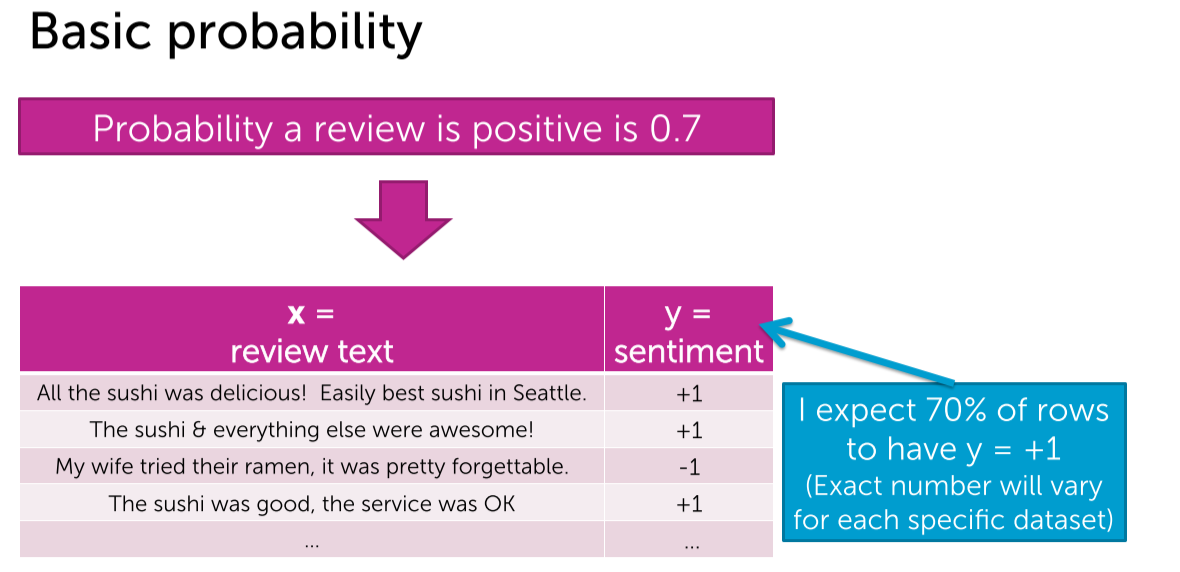 Basic probability
Probability a review is positive is 0.7
x =
review text
y =
sentiment
All the sushi was delicious!  Easily best sushi in Seattle.
+1
The sushi & everything else were awesome!
+1
My wife tried their ramen, it was pretty forgettable.
-1
The sushi was good, the service was OK
+1
...
...
I expect 70% of rows
to have y = +1
(Exact number will vary
for each specific dataset)